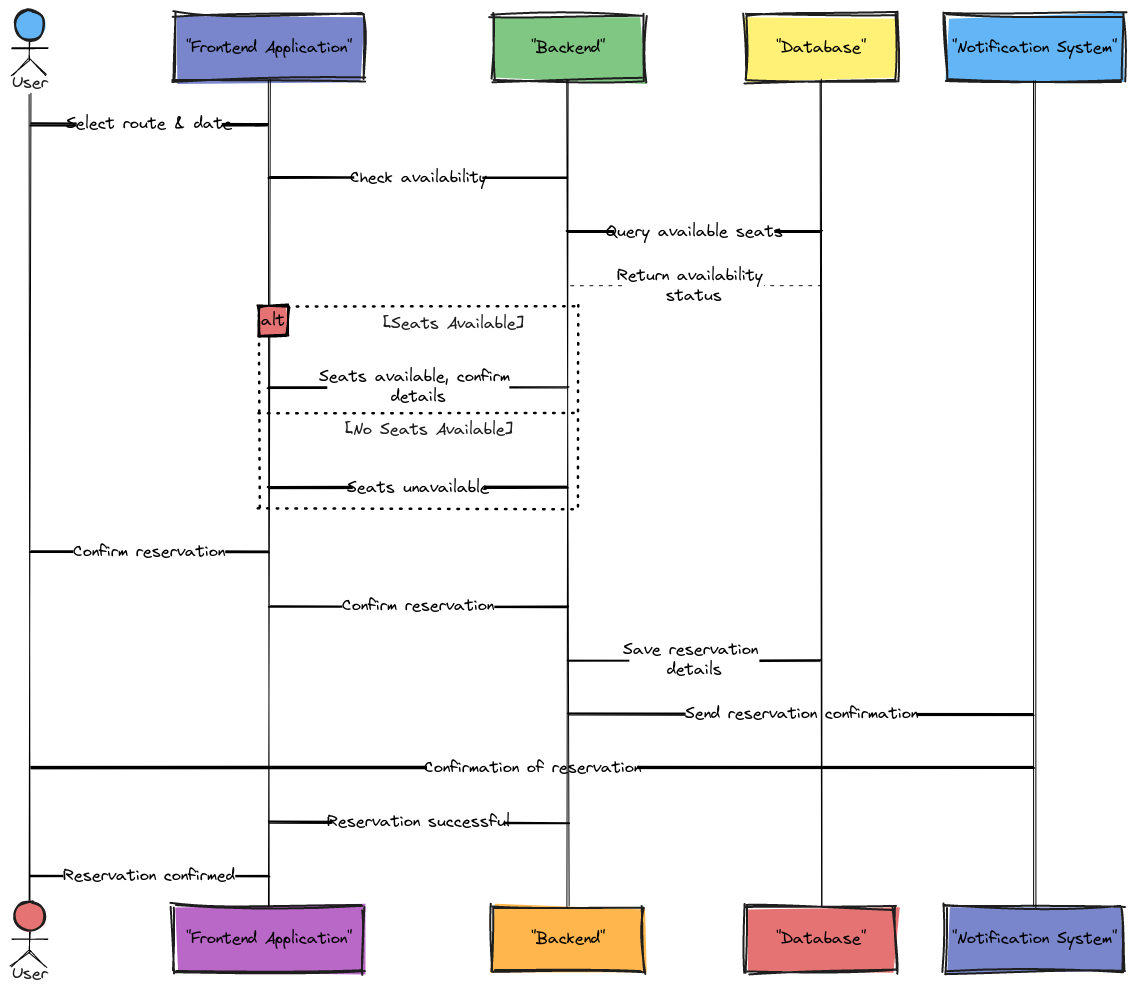 "Frontend Application"
"Backend"
"Database"
"Notification System"
User
Select route & date
Check availability
Query available seats
Return availability
status
alt
[Seats Available]
Seats available, confirm
details
[No Seats Available]
Seats unavailable
Confirm reservation
Confirm reservation
Save reservation
details
Send reservation confirmation
Confirmation of reservation
Reservation successful
Reservation confirmed
"Frontend Application"
"Backend"
"Database"
"Notification System"
User